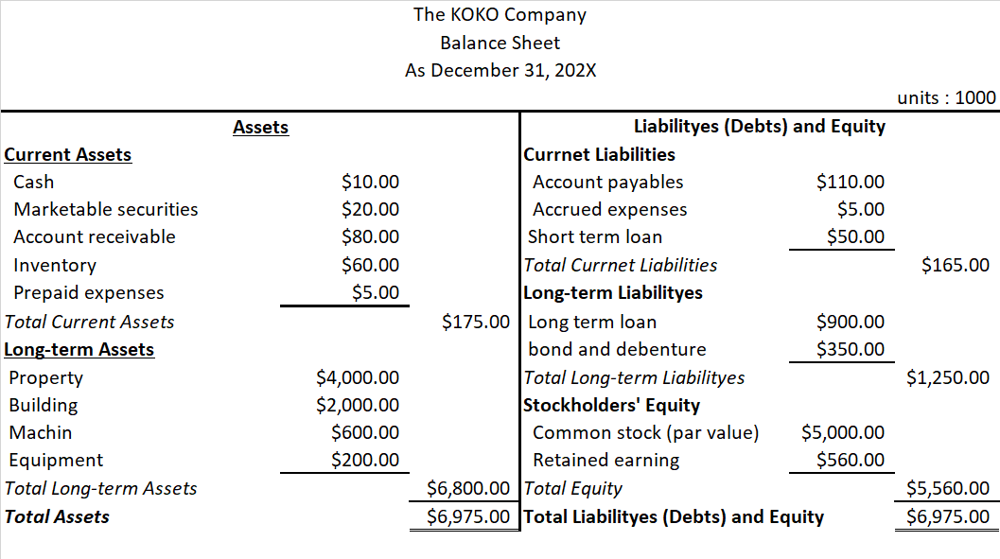 The KOKO Company
Balance Sheet
As December 31, 202X
units : 1000
Assets
Current Assets
Cash $10.00
Marketable securities $20.00
Account receivable $80.00
Inventory $60.00
Prepaid expenses $5.00
Total Current Assets $175.00
Long-term Assets
Property $4,000.00
Building $2,000.00
Machin $600.00
Equipment $200.00
Total Long-term Assets $6,800.00
Total Assets $6,975.00
Liabilityes (Debts) and Equity
Currnet Liabilities
Account payables $110.00
Accrued expenses $5.00
Short term loan $50.00
Total Currnet Liabilities $165.00
Long-term Liabilityes
Long term loan $900.00
bond and debenture $350.00
Total Long-term Liabilityes $1,250.00
Stockholders' Equity
Common stock (par value) $5,000.00
Retained earning $560.00
Total Equity $5,560.00
Total Liabilityes (Debts) and Equity $6,975.00